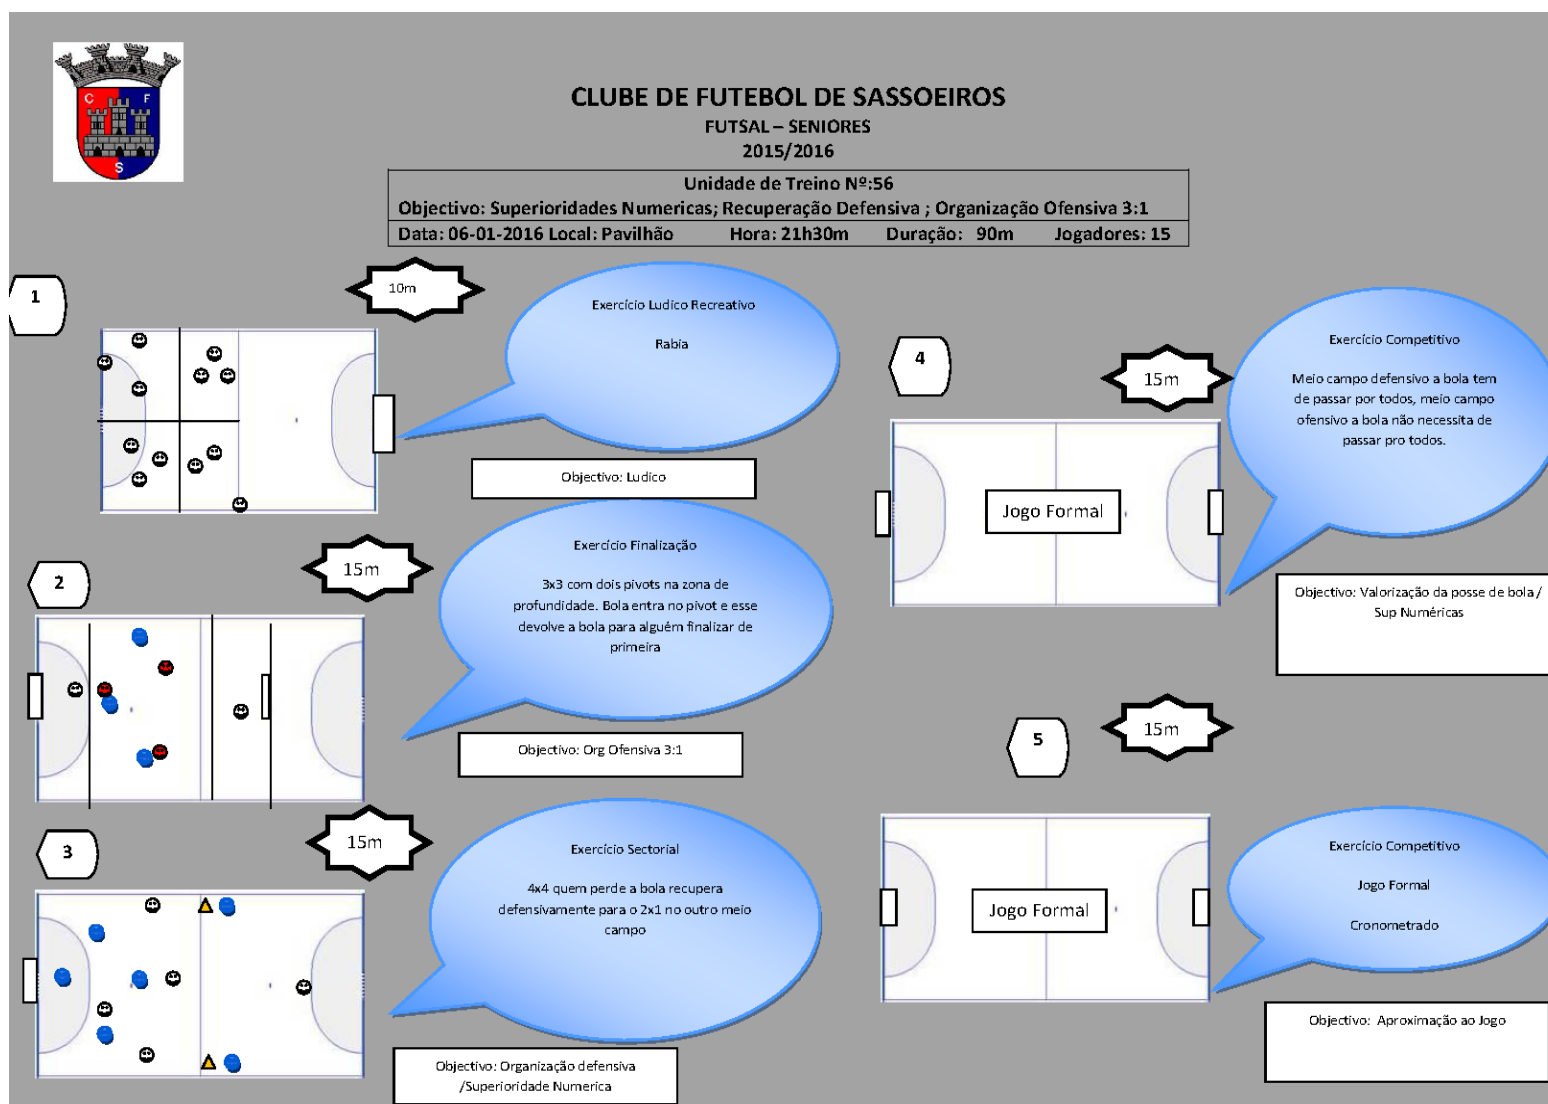 C F
S
CLUBE DE FUTEBOL DE SASSOEIROS
FUTSAL – SENIORES
2015/2016
Unidade de Treino Nº:56
Objectivo: Superioridades Numericas; Recuperação Defensiva ; Organização Ofensiva 3:1
Data: 06-01-2016 Local: Pavilhão Hora: 21h30m Duração: 90m Jogadores: 15
1
10m
Exercício Ludico Recreativo
Rabia
Objectivo: Ludico
2
15m
Exercício Finalização
3x3 com dois pivots na zona de
profundidade. Bola entra no pivot e esse
devolve a bola para alguém finalizar de
primeira
Objectivo: Org Ofensiva 3:1
3
15m
Exercício Sectorial
4x4 quem perde a bola recupera
defensivamente para o 2x1 no outro meio
campo
Objectivo: Organização defensiva
/Superioridade Numerica
4
15m
Exercício Competitivo
Meio campo defensivo a bola tem
de passar por todos, meio campo
ofensivo a bola não necessita de
passar pro todos.
Jogo Formal
Objectivo: Valorização da posse de bola /
Sup Numéricas
5
15m
Exercício Competitivo
Jogo Formal
Cronometrado
Jogo Formal
Objectivo: Aproximação ao Jogo